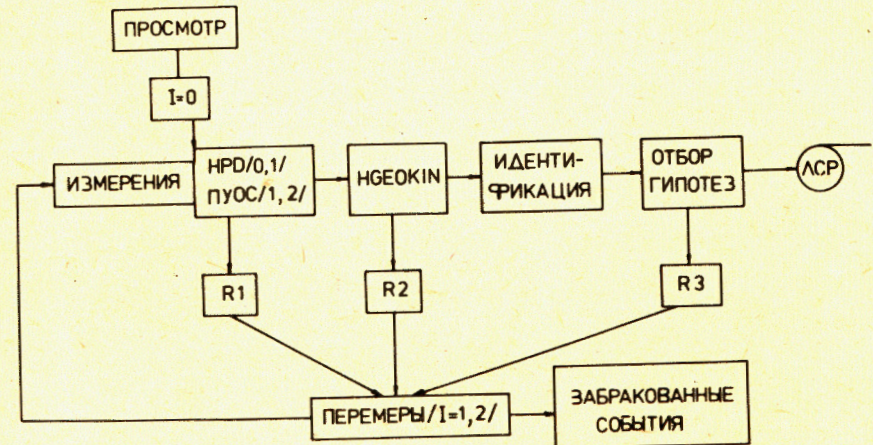 ПРОСМОТР
I=0
ИЗМЕРЕНИЯ
HPD/0,1/
ПУОС/1,2/
HGEOKIN
ИДЕНТИ-
ФИКАЦИЯ
ОТБОР
ГИПОТЕЗ
ЛСР
R1
R2
R3
ПЕРЕМЕРЫ/I=1,2/
ЗАБРАКОВАННЫЕ
СОБЫТИЯ